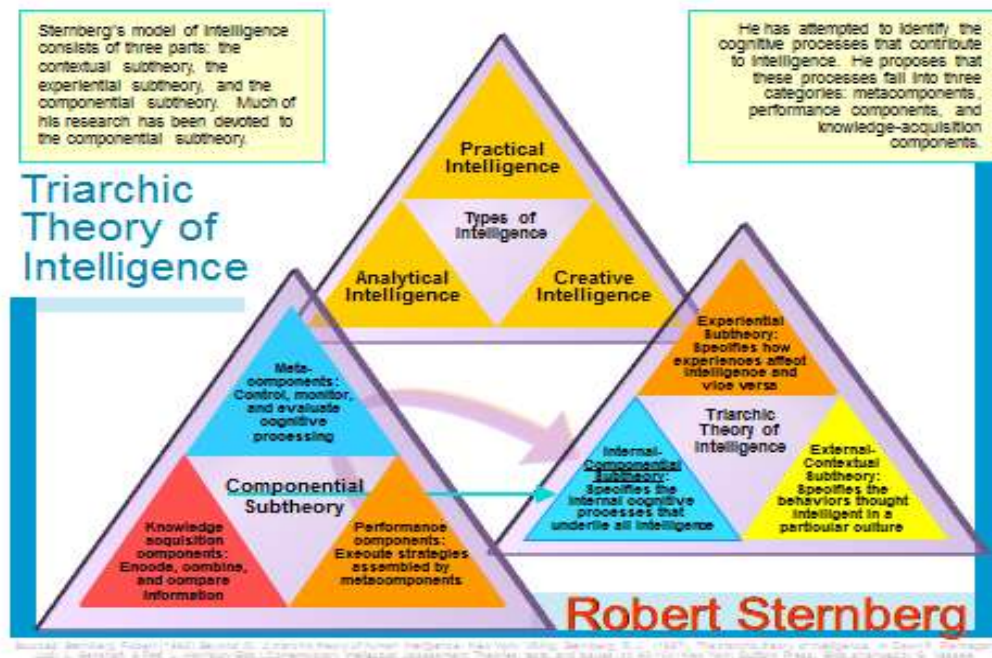 Sternberg's model of intelligence
consists of three parts: the
contextual subtheory, the
experiential subtheory, and the
componential subtheory. Much of
his research has been devoted to
the componential subtheory.
He has attempted to identify the
cognitive processes that contribute
to intelligence. He proposes that
these processes fall into three
categories: metacomponents,
performance components, and
knowledge-acquisition
components.
Triarchic
Theory of
Intelligence
Practical
Intelligence
Types of
Intelligence
Analytical
Intelligence
Creative
Intelligence
Meta-
components:
Control, monitor,
and evaluate
cognitive
processing
Componential
Subtheory
Knowledge
acquisition
components:
Encode, combine,
and compare
information
Performance
components:
Execute strategies
assembled by
metacomponents
Experiential
Subtheory:
Specifies how
experiences affect
intelligence and
vice versa
Triarchic
Theory of
Intelligence
Internal-
Componential
Subtheory:
Specifies the
internal cognitive
processes that
underlie all intelligence
External-
Contextual
Subtheory:
Specifies the
behaviors thought
intelligent in a
particular culture
Robert Sternberg